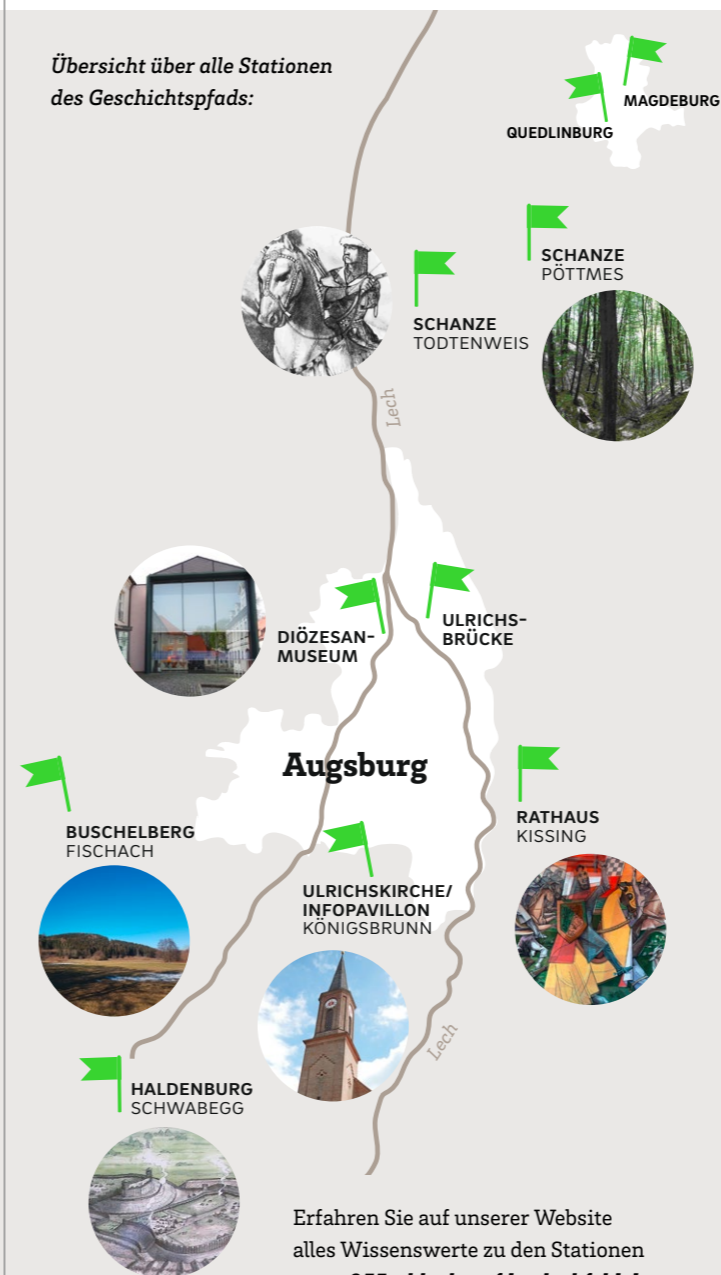 Übersicht über alle Stationen
des Geschichtspfads:
MAGDEBURG
QUEDLINBURG
SCHANZE
PÖTTMES
SCHANZE
TODTENWEIS
Lech
DIÖZESAN-
MUSEUM
ULRICHS-
BRÜCKE
Augsburg
BUSCHELBERG
FISCHACH
RATHAUS
KISSING
ULRICHSKIRCHE/
INFOPAVILLON
KÖNIGSBRUNN
Lech
HALDENBURG
SCHWABEGG
Erfahren Sie auf unserer Website
alles Wissenswerte zu den Stationen